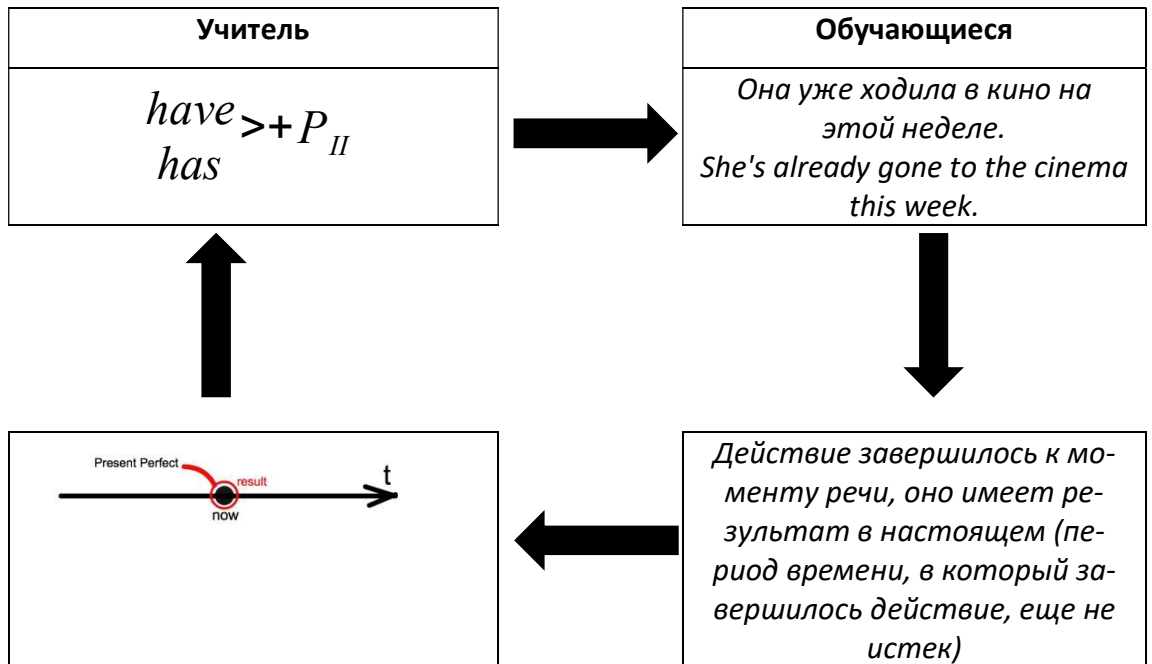 Учитель
Обучающиеся
have
has
>+ P_II
Она уже ходила в кино на
этой неделе.
She's already gone to the cinema
this week.
Present Perfect
result
t
now
Действие завершилось к мо-
менту речи, оно имеет ре-
зультат в настоящем (пе-
риод времени, в который за-
вершилось действие, еще не
истек)